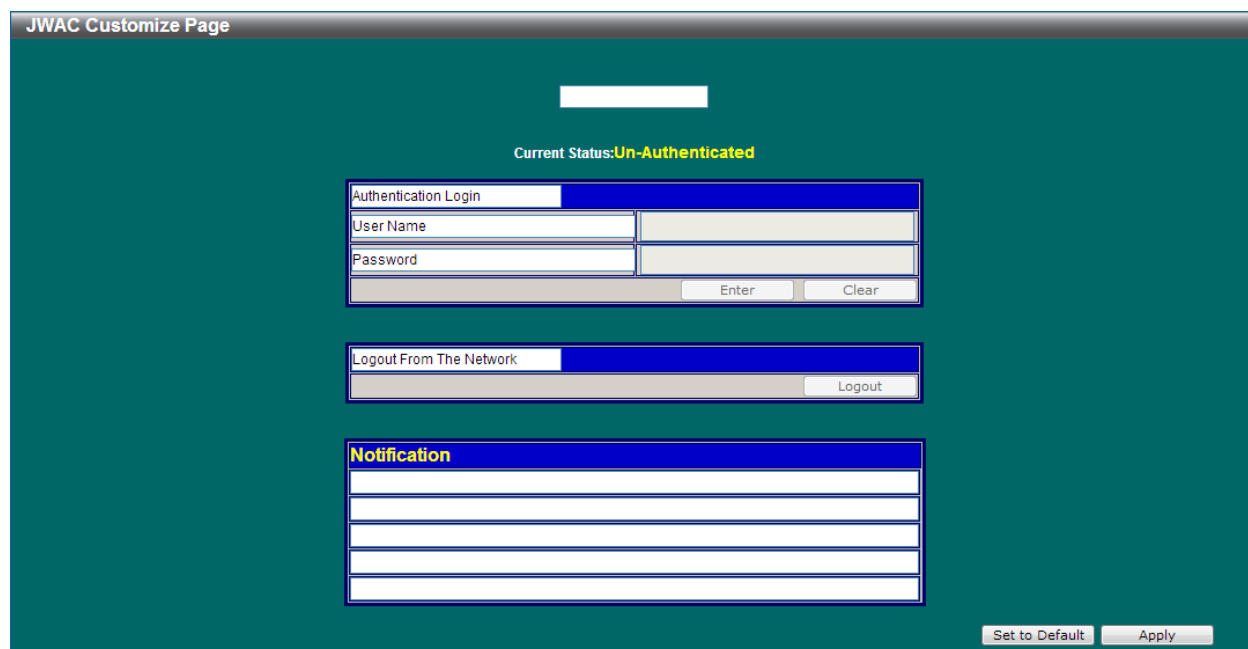 JWAC Customize Page
Current Status:Un-Authenticated
Authentication Login
User Name
Password
Enter Clear
Logout From The Network
Logout
Notification
Set to Default Apply